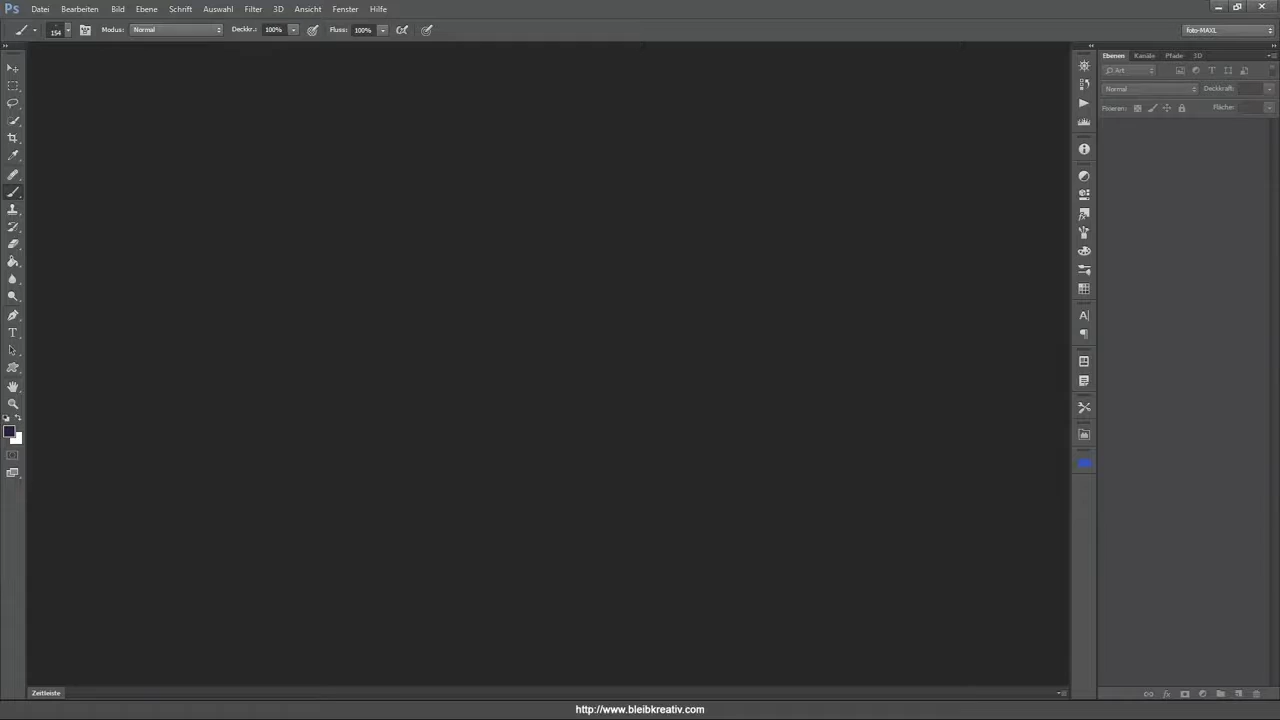 Ps Datei Bearbeiten Bild Ebene Schrift Auswahl Filter 3D Ansicht Fenster Hilfe
154 Modus: Normal Deckkr.: 100% Fluss: 100% foto-MAXL
Ebenen Kanäle Pfade 3D
Art
Normal Deckkraft:
Fixieren: Fläche:
Zeitleiste
http://www.bleibkreativ.com